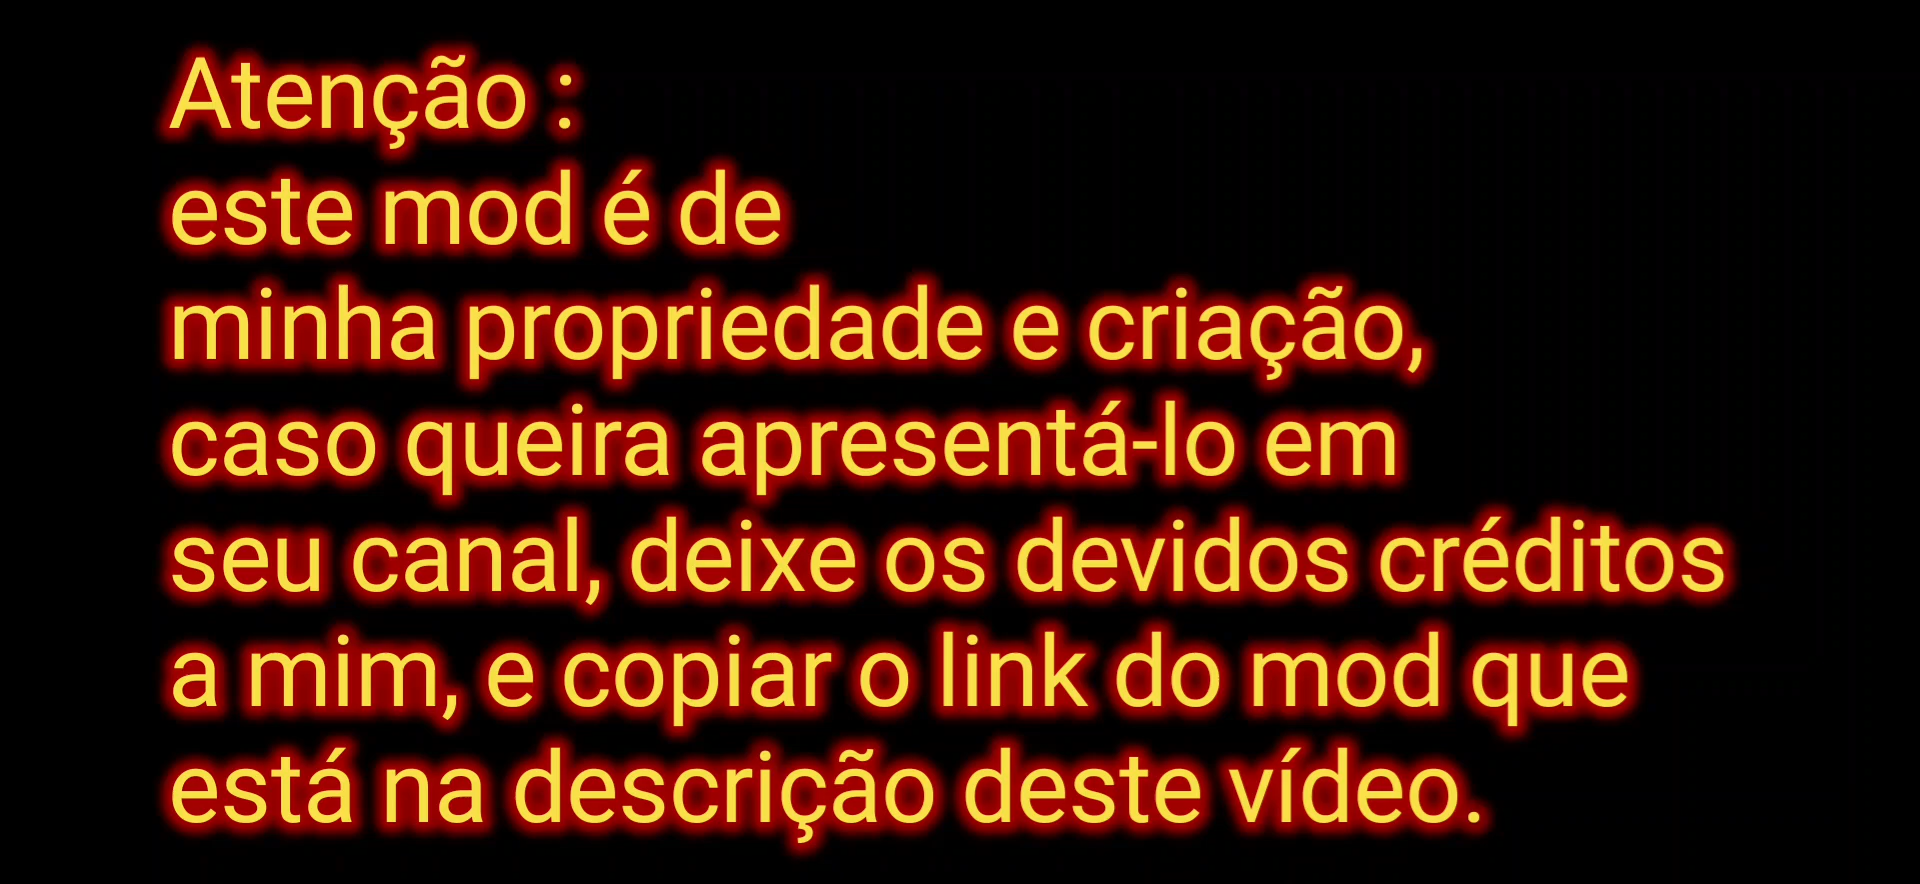 Atenção :
este mod é de
minha propriedade e criação,
caso queira apresentá-lo em
seu canal, deixe os devidos créditos
a mim, e copiar o link do mod que
está na descrição deste vídeo.